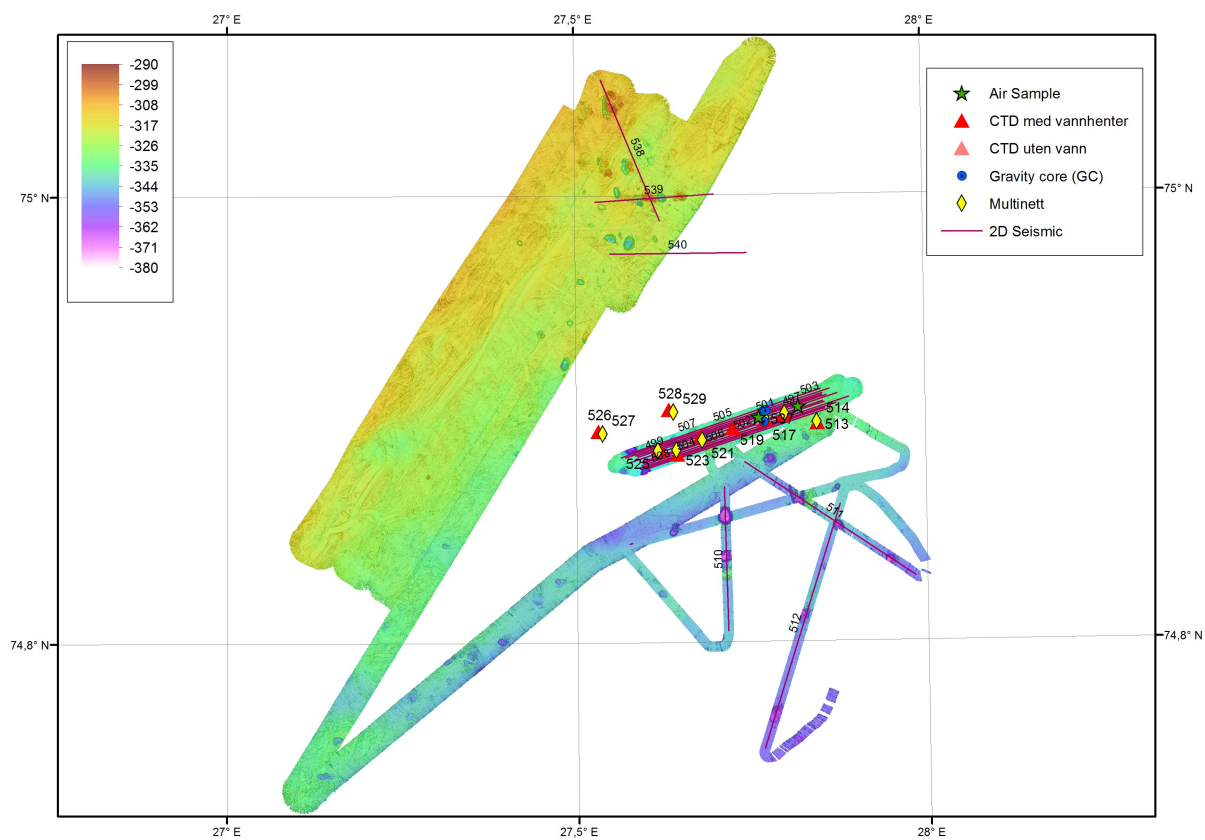 27° E 27,5° E 28° E
-290
-299
-308
-317
-326
-335
-344
-353
-362
-371
-380
Air Sample
CTD med vannhenter
CTD uten vann
Gravity core (GC)
Multinett
2D Seismic
75° N
75° N
538
539
540
528 529
526 527
503
497
501
505
507
514
513
517
519
521
523
525
499
511
510
512
74,8° N
74,8° N
27° E 27,5° E 28° E